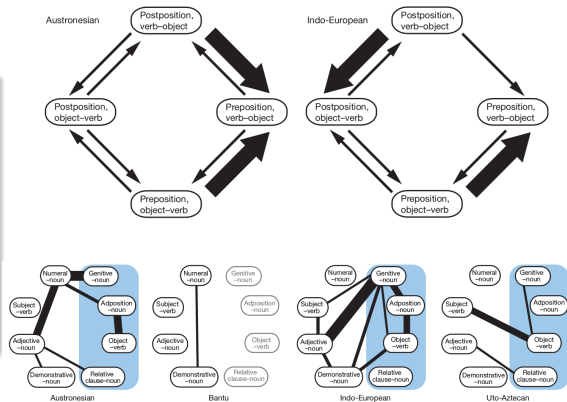 Austronesian
Postposition,
verb–object
Postposition,
object–verb
Preposition,
verb–object
Preposition,
object–verb
Indo-European
Postposition,
verb–object
Postposition,
object–verb
Preposition,
verb–object
Preposition,
object–verb
Numeral
–noun
Genitive
–noun
Subject
–verb
Adposition
–noun
Adjective
–noun
Object
–verb
Demonstrative
–noun
Relative
clause–noun
Austronesian
Numeral
–noun
Genitive
–noun
Subject
–verb
Adposition
–noun
Adjective
–noun
Object
–verb
Demonstrative
–noun
Relative
clause–noun
Bantu
Numeral
–noun
Genitive
–noun
Subject
–verb
Adposition
–noun
Adjective
–noun
Object
–verb
Demonstrative
–noun
Relative
clause–noun
Indo-European
Numeral
–noun
Genitive
–noun
Subject
–verb
Adposition
–noun
Adjective
–noun
Object
–verb
Demonstrative
–noun
Relative
clause–noun
Uto-Aztecan